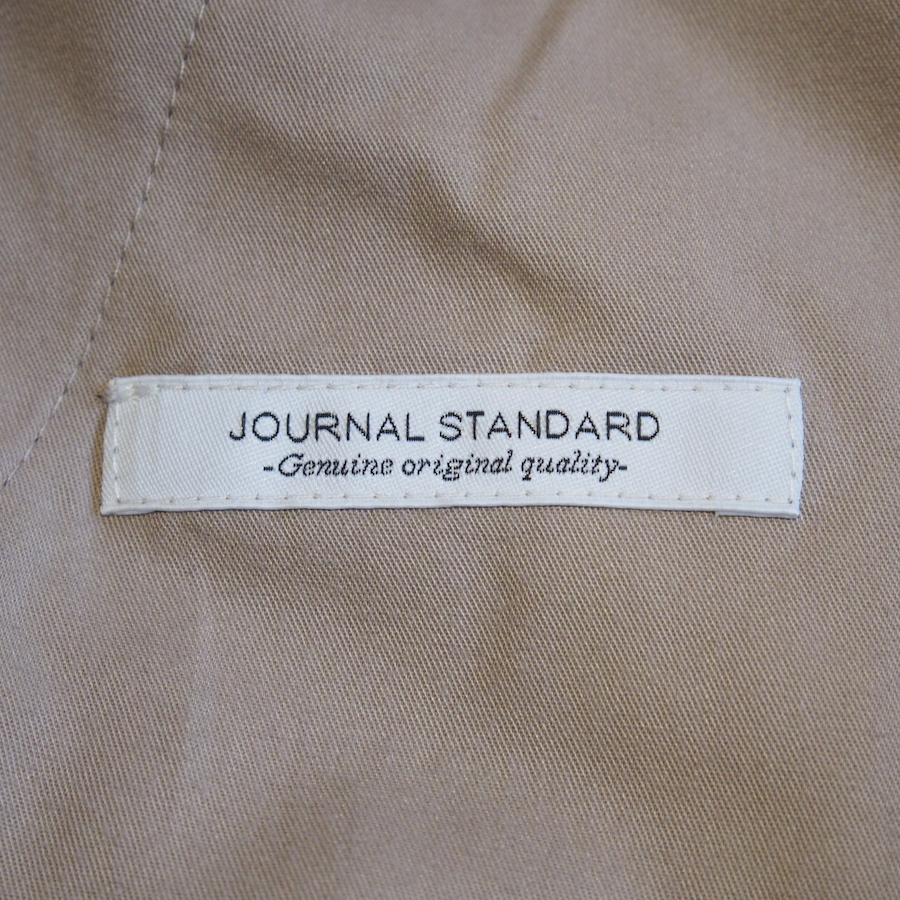 JOURNAL STANDARD
-Genuine original quality-